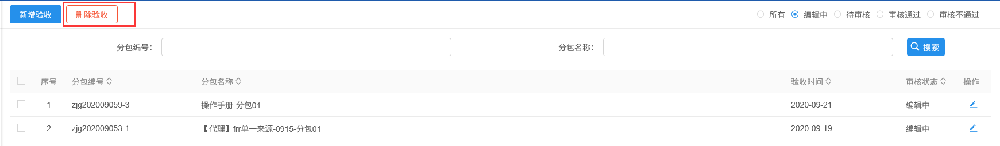 新增验收 删除验收 所有 编辑中 待审核 审核通过 审核不通过
分包编号： 分包名称： 搜索
序号 分包编号 分包名称 验收时间 审核状态 操作
1 zjg202009059-3 操作手册-分包01 2020-09-21 编辑中
2 zjg202009053-1 【代理】frr单一来源-0915-分包01 2020-09-19 编辑中